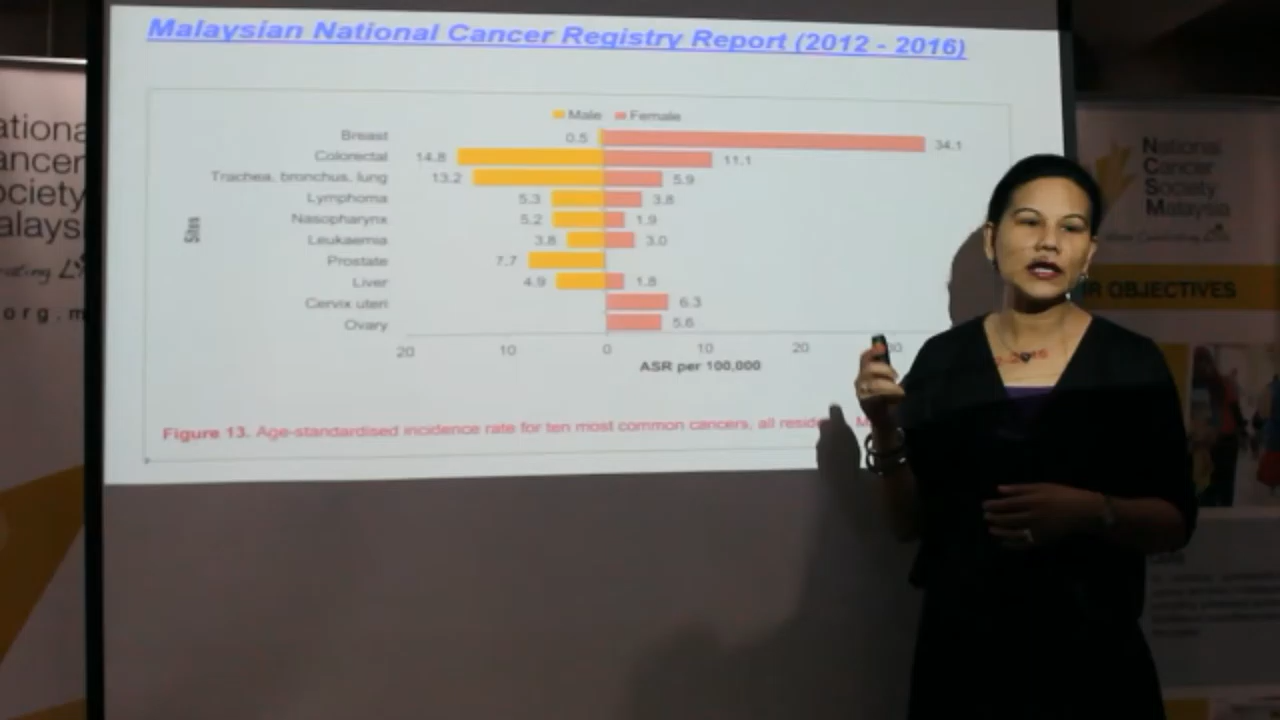 Malaysian National Cancer Registry Report (2012 - 2016)
Male Female
Breast 0.5 34.1
Colorectal 14.8 11.1
Trachea, bronchus, lung 13.2 5.9
Lymphoma 5.3 3.8
Nasopharynx 5.2 1.9
Leukaemia 3.8 3.0
Prostate 7.7
Liver 4.9 1.8
Cervix uteri 6.3
Ovary 5.6
Sites
20 10 0 10 20 30
ASR per 100,000
Figure 13. Age-standardised incidence rate for ten most common cancers, all reside M
ationa
ancer
ociety
alays
org.m
National
Cancer
Society
Malaysia
R OBJECTIVES